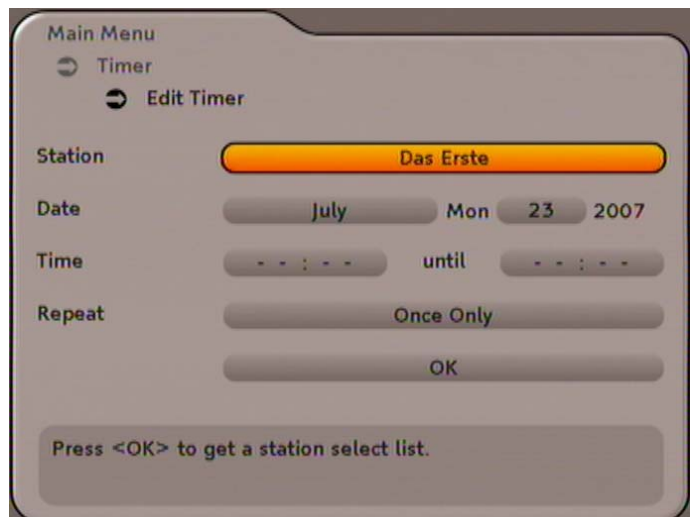 Main Menu
Timer
Edit Timer
Station Das Erste
Date July Mon 23 2007
Time - - : - - until - - : - -
Repeat Once Only
OK
Press <OK> to get a station select list.